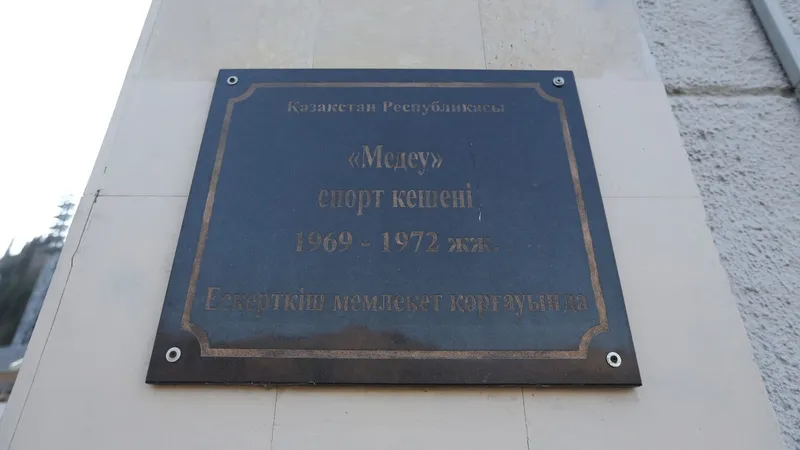 Қазақстан Республикасы
«Медеу»
спорт кешені
1969 - 1972 жж.
Ескерткіш мемлекет қорғауында